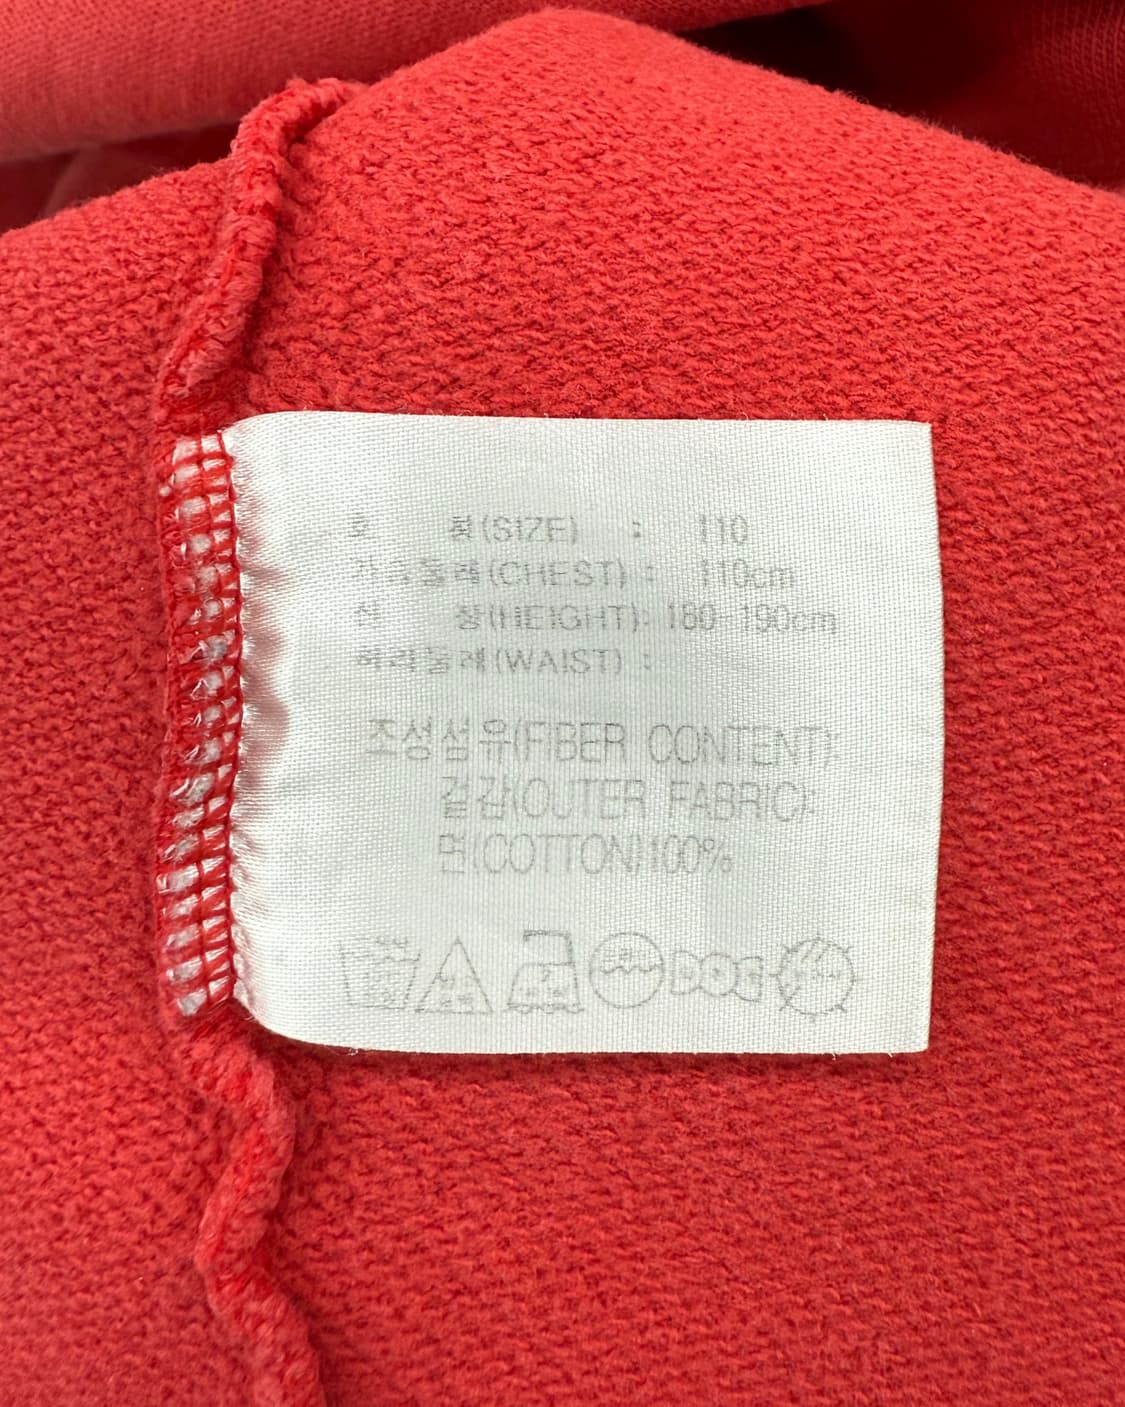 호 칭(SIZE) : 110
가슴둘레(CHEST) : 110cm
신 장(HEIGHT): 180-190cm
허리둘레(WAIST) :
조성섬유(FIBER CONTENT):
겉감(OUTER FABRIC):
면(COTTON)100%